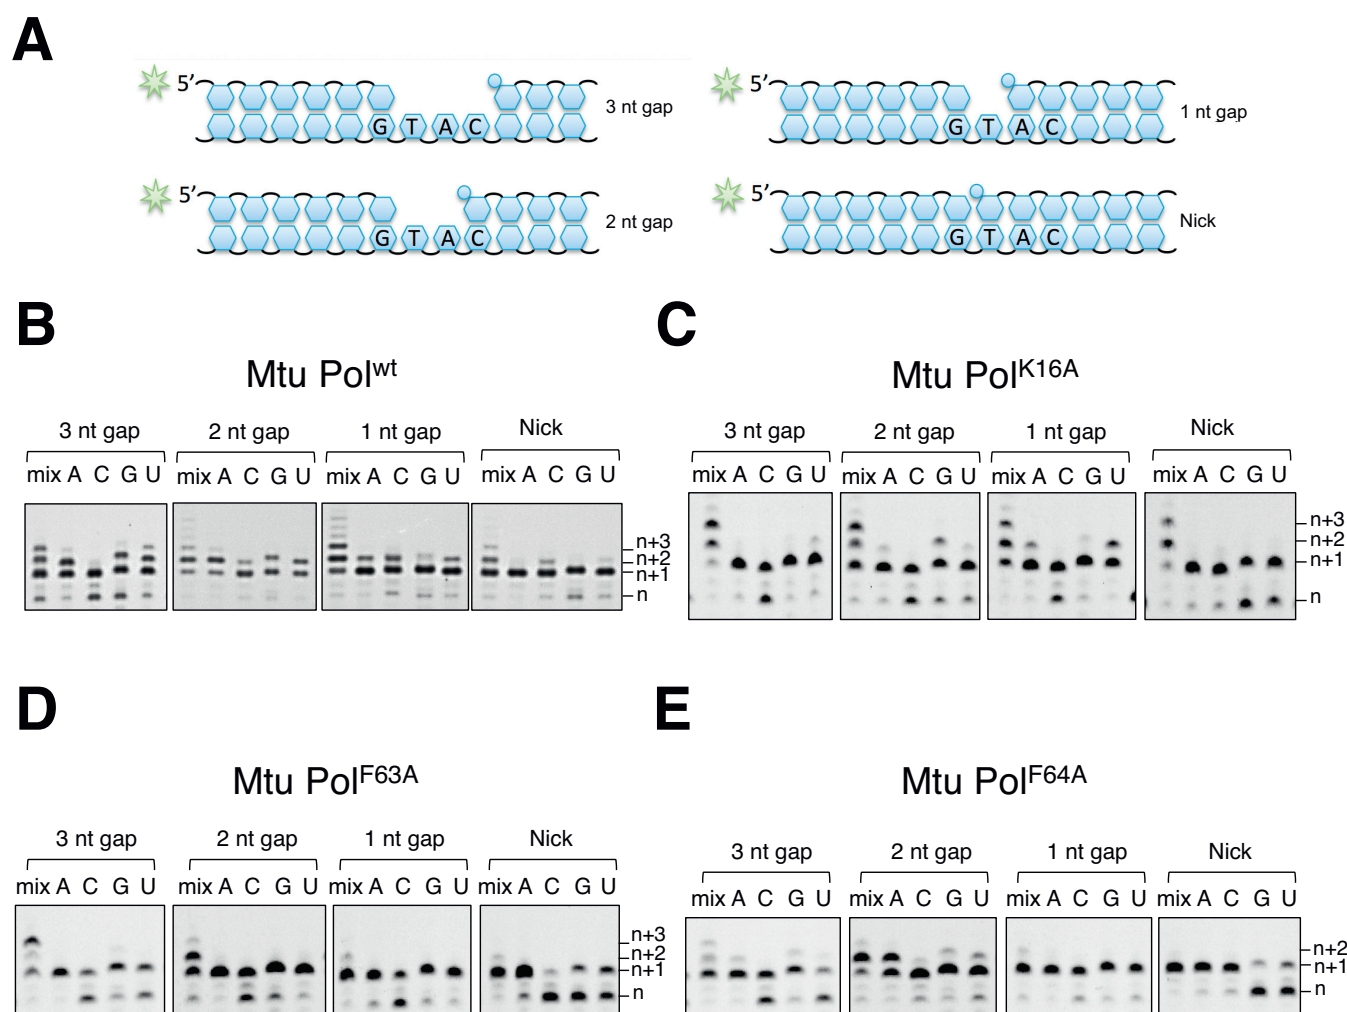 A
5′
3 nt gap
G T A C
5′
1 nt gap
G T A C
5′
2 nt gap
G T A C
5′
Nick
G T A C
B
Mtu Polwt
3 nt gap 2 nt gap 1 nt gap Nick
mix A C G U mix A C G U mix A C G U mix A C G U
n+3
n+2
n+1
n
C
Mtu PolK16A
3 nt gap 2 nt gap 1 nt gap Nick
mix A C G U mix A C G U mix A C G U mix A C G U
n+3
n+2
n+1
n
D
Mtu PolF63A
3 nt gap 2 nt gap 1 nt gap Nick
mix A C G U mix A C G U mix A C G U mix A C G U
n+3
n+2
n+1
n
E
Mtu PolF64A
3 nt gap 2 nt gap 1 nt gap Nick
mix A C G U mix A C G U mix A C G U mix A C G U
n+2
n+1
n